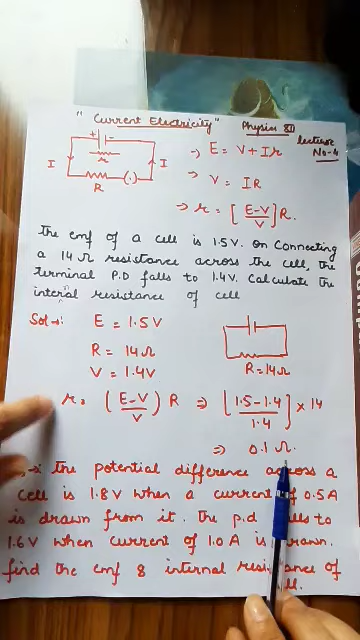 "Current Electricity" Physics 80
lecture
No-4
+ -
r
I I
R
→ E = V + Ir
→ V = IR
⇒ r = [E-V/V] R.
The emf of a cell is 1.5V. On connecting
a 14 Ω resistance across the cell, the
terminal P.D falls to 1.4V. Calculate the
interal resistance of cell
Sol→: E = 1.5V
R = 14Ω
V = 1.4V
R = 14Ω
r = (E-V/V) R ⇒ [1.5-1.4/1.4] × 14
⇒ 0.1 Ω.
the potential difference across a
cell is 1.8V when a current of 0.5A
is drawn from it. The p.d falls to
1.6V when current of 1.0A is drawn.
find the emf & internal resistance of